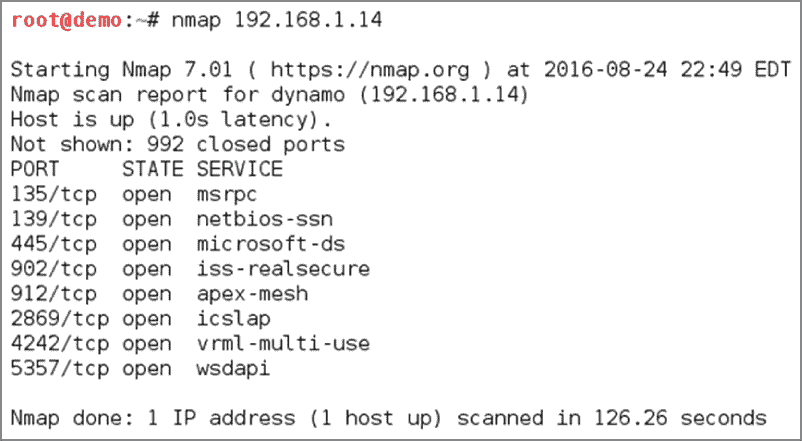 root@demo:~# nmap 192.168.1.14
Starting Nmap 7.01 ( https://nmap.org ) at 2016-08-24 22:49 EDT
Nmap scan report for dynamo (192.168.1.14)
Host is up (1.0s latency).
Not shown: 992 closed ports
PORT     STATE SERVICE
135/tcp  open  msrpc
139/tcp  open  netbios-ssn
445/tcp  open  microsoft-ds
902/tcp  open  iss-realsecure
912/tcp  open  apex-mesh
2869/tcp open  icslap
4242/tcp open  vrml-multi-use
5357/tcp open  wsdapi
Nmap done: 1 IP address (1 host up) scanned in 126.26 seconds